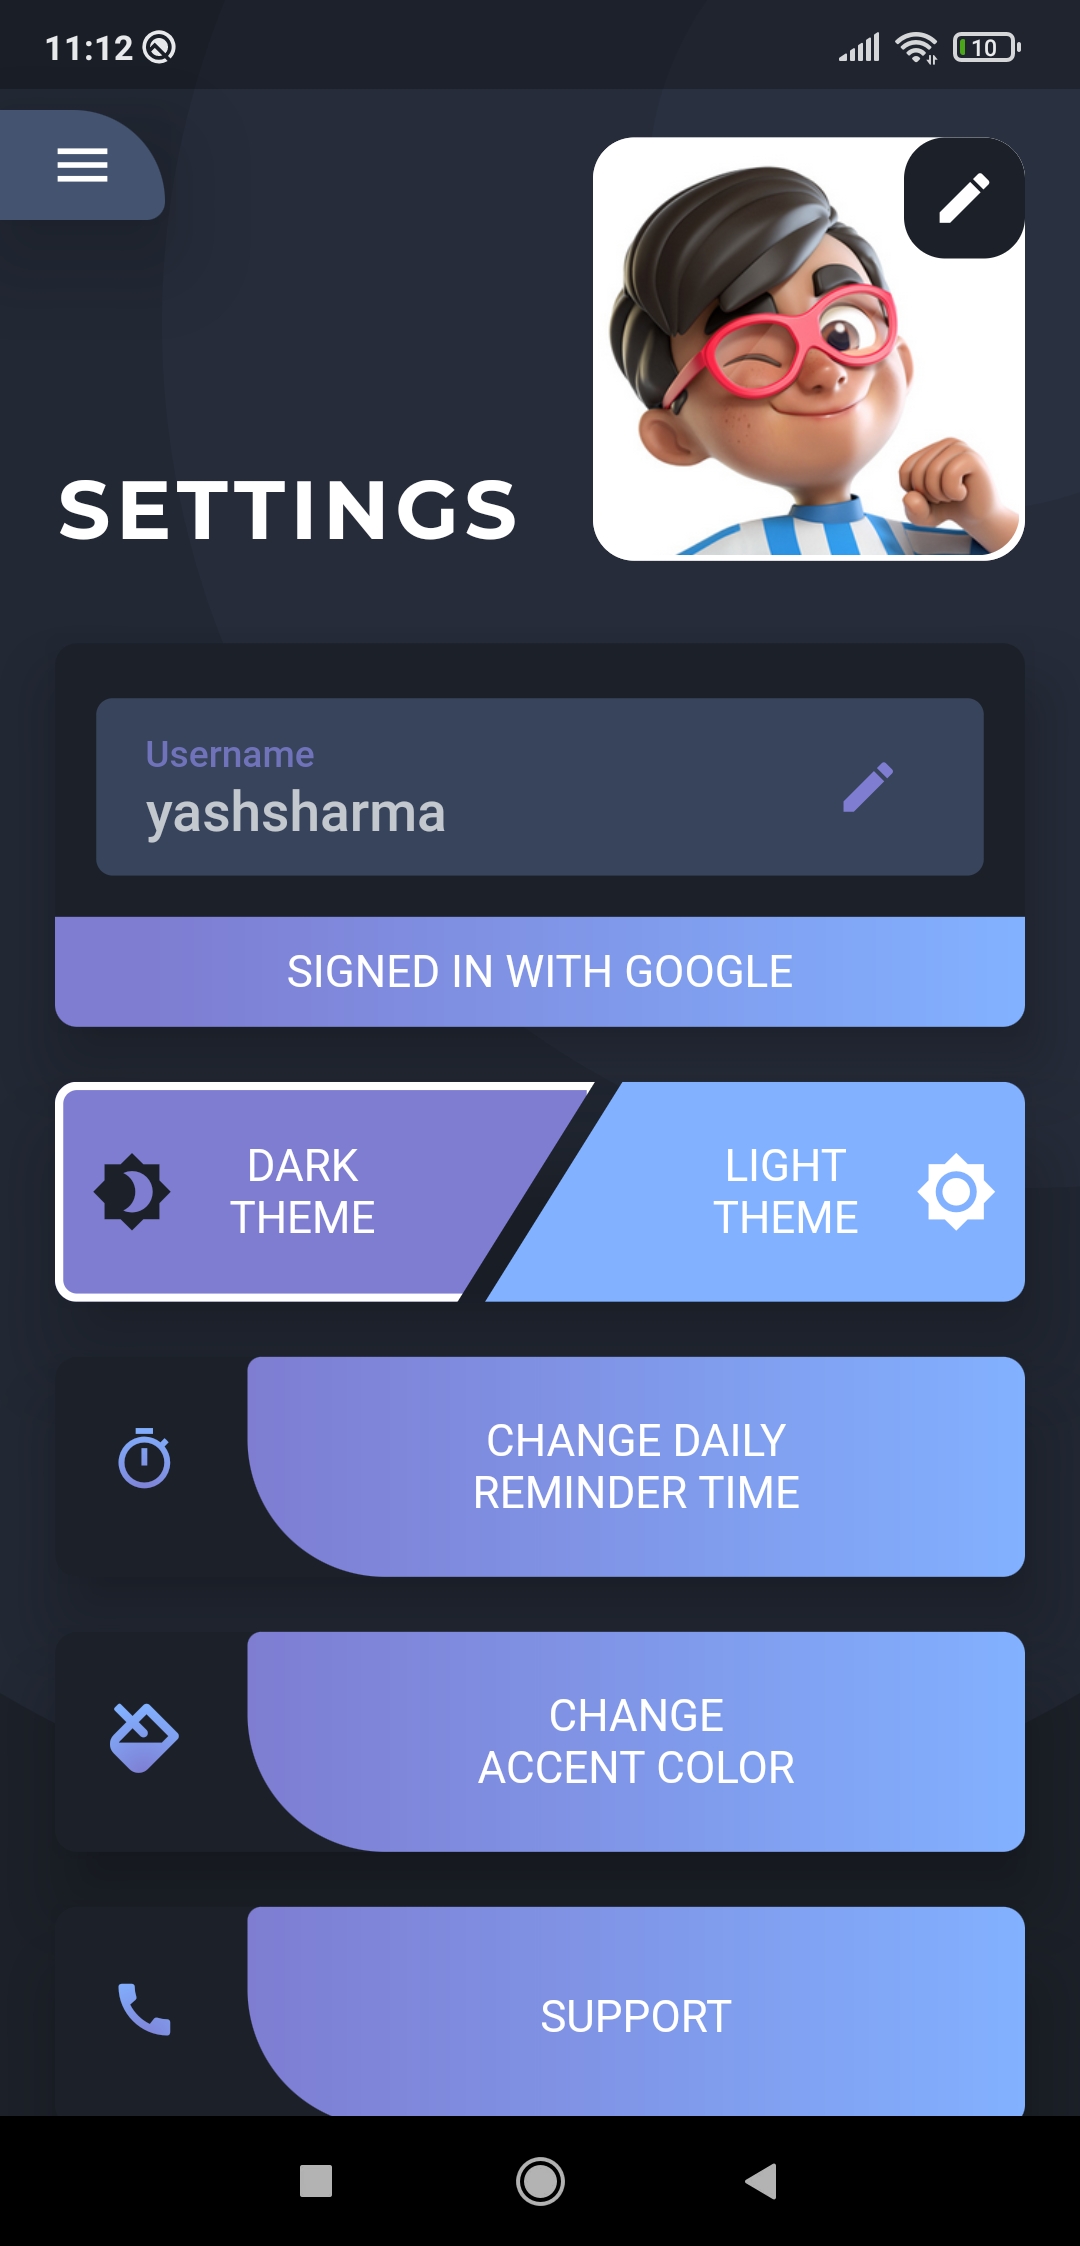 11:12
10
SETTINGS
Username
yashsharma
SIGNED IN WITH GOOGLE
DARK
THEME
LIGHT
THEME
CHANGE DAILY
REMINDER TIME
CHANGE
ACCENT COLOR
SUPPORT